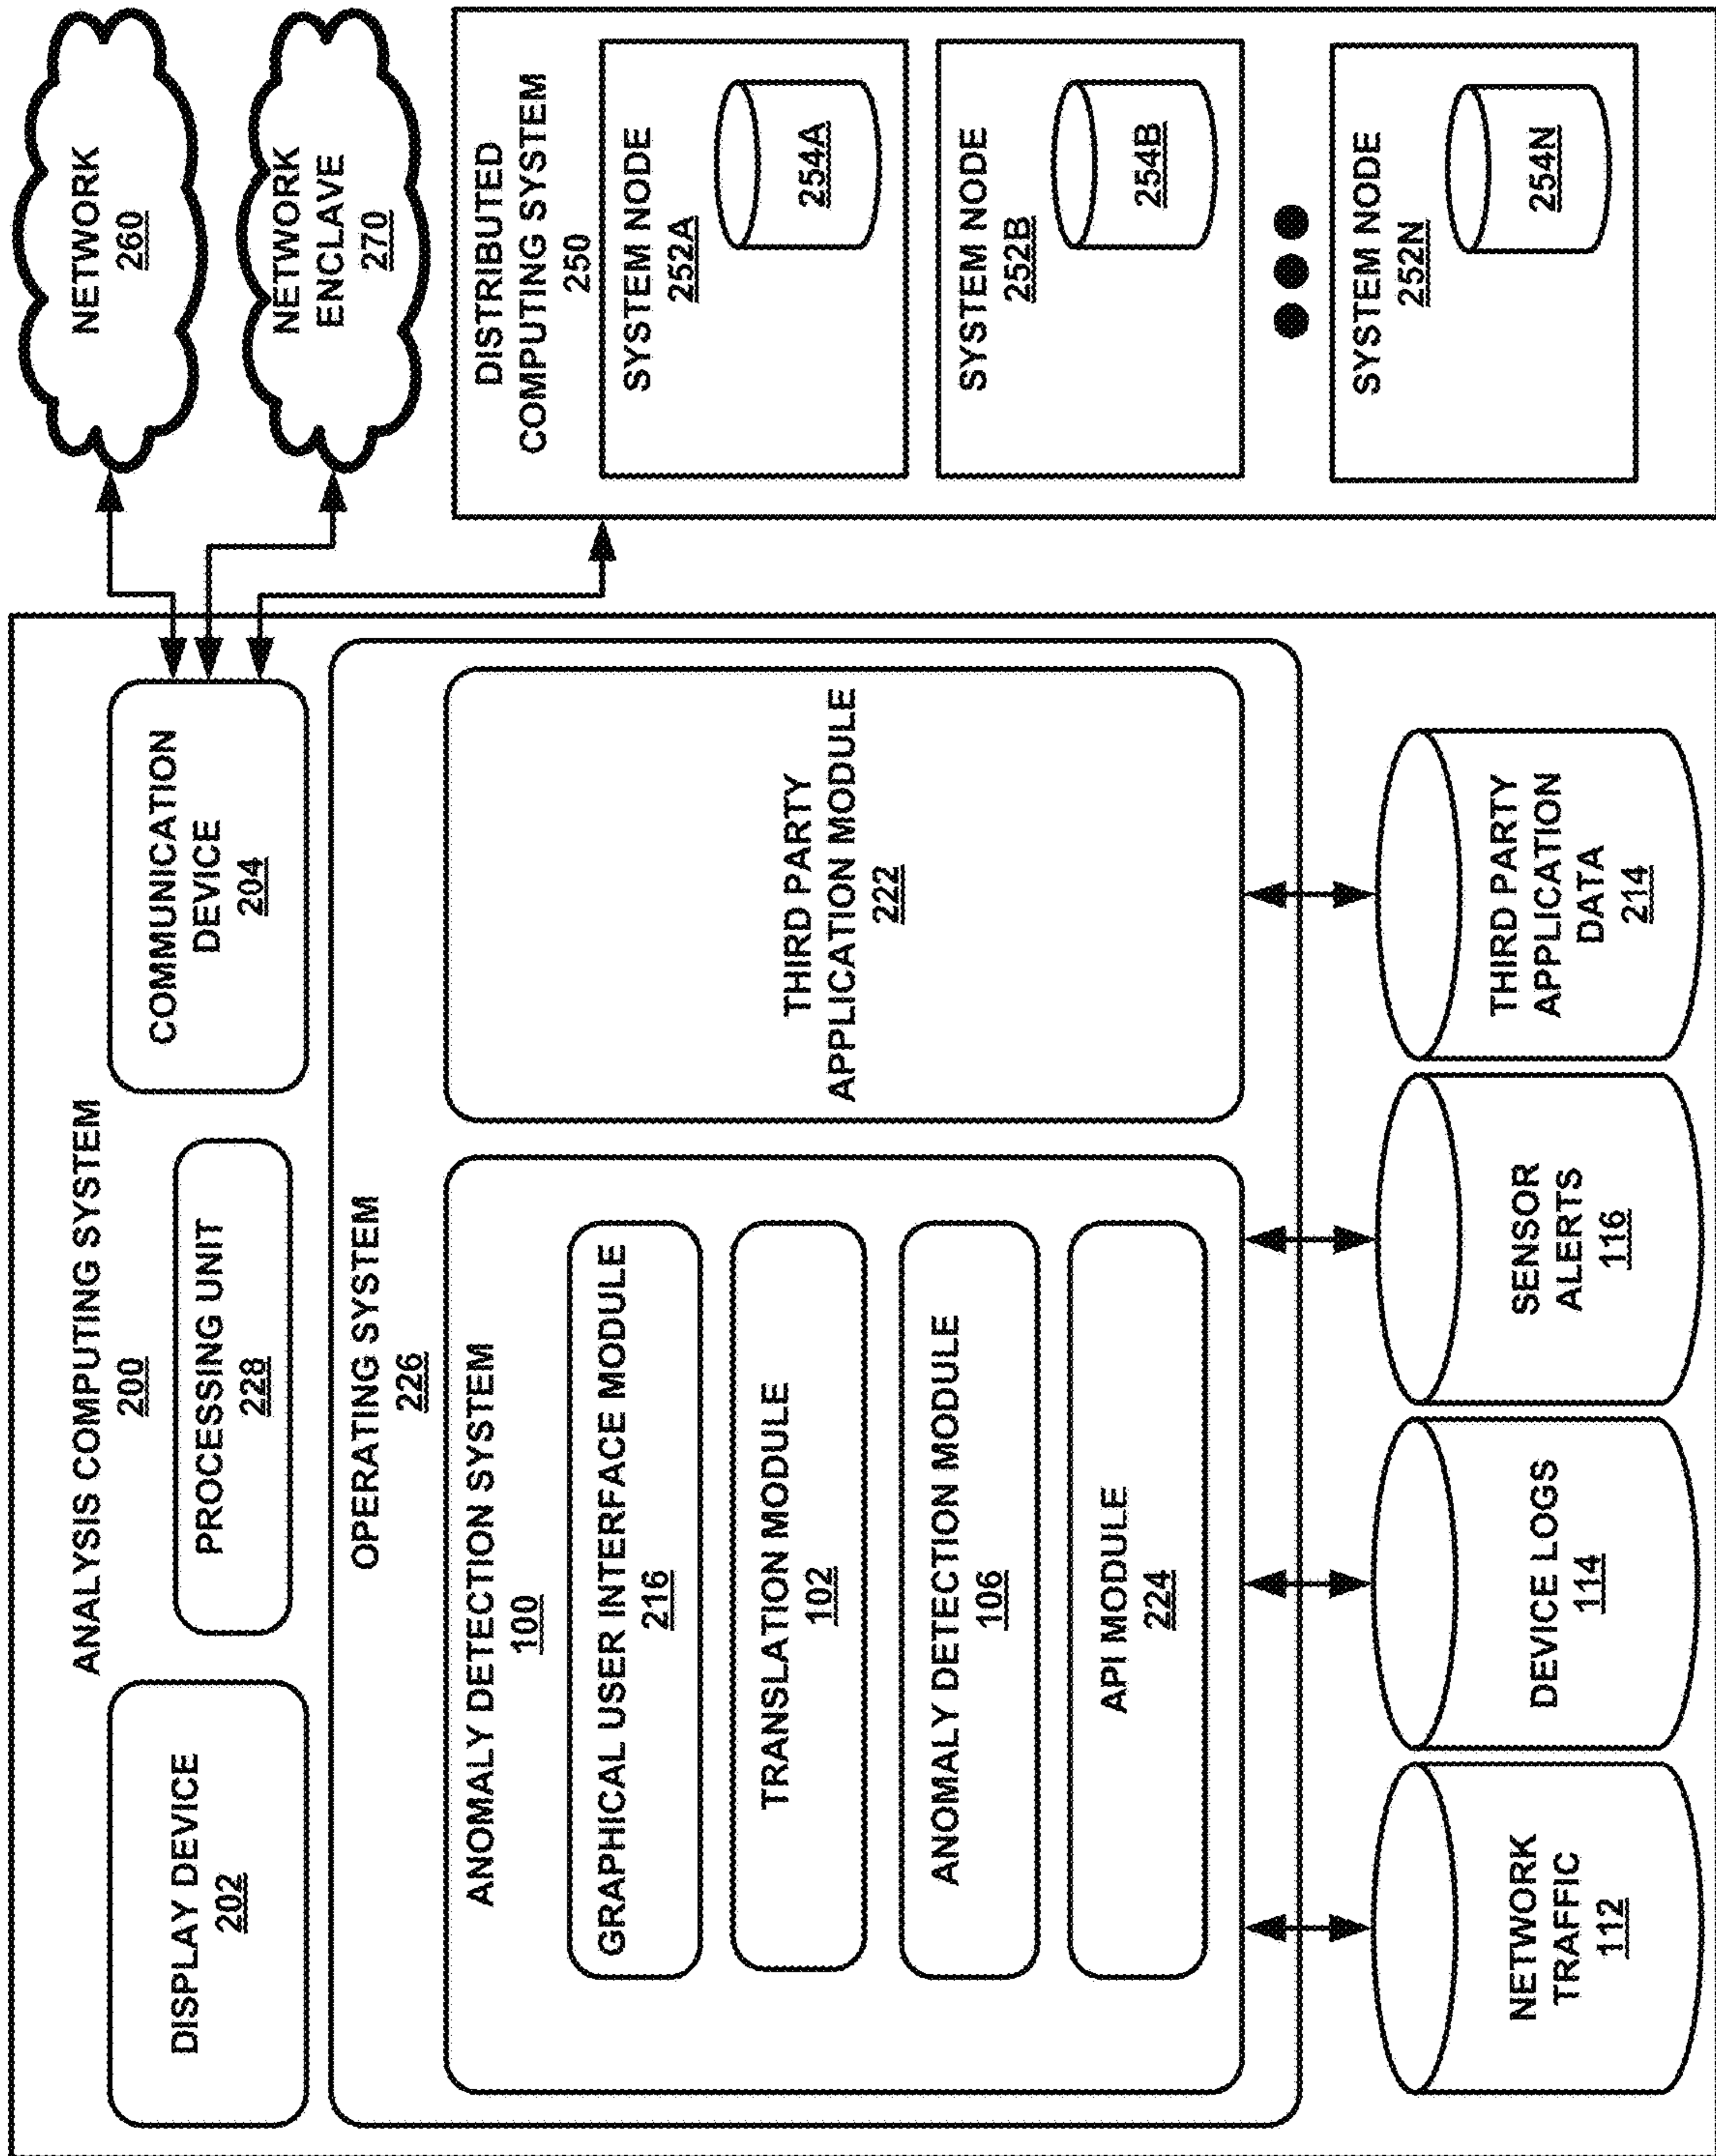 ANALYSIS COMPUTING SYSTEM
200
DISPLAY DEVICE
202
PROCESSING UNIT
228
COMMUNICATION
DEVICE
204
OPERATING SYSTEM
226
ANOMALY DETECTION SYSTEM
100
GRAPHICAL USER INTERFACE MODULE
216
TRANSLATION MODULE
102
ANOMALY DETECTION MODULE
106
API MODULE
224
THIRD PARTY
APPLICATION MODULE
222
NETWORK
TRAFFIC
112
DEVICE LOGS
114
SENSOR
ALERTS
116
THIRD PARTY
APPLICATION
DATA
214
NETWORK
260
NETWORK
ENCLAVE
270
DISTRIBUTED
COMPUTING SYSTEM
250
SYSTEM NODE
252A
254A
SYSTEM NODE
252B
254B
SYSTEM NODE
252N
254N